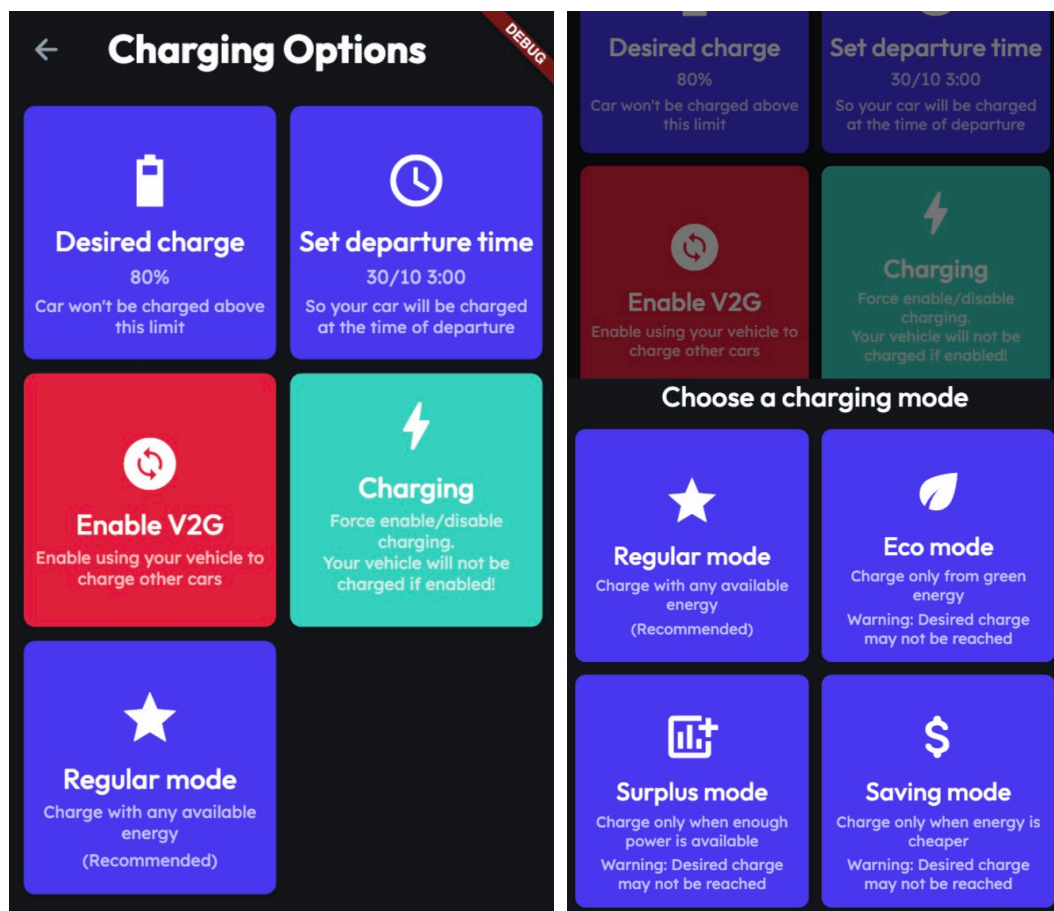 Charging Options
DEBUG
Desired charge
80%
Car won't be charged above
this limit
Set departure time
30/10 3:00
So your car will be charged
at the time of departure
Enable V2G
Enable using your vehicle to
charge other cars
Charging
Force enable/disable
charging.
Your vehicle will not be
charged if enabled!
Regular mode
Charge with any available
energy
(Recommended)
Desired charge
80%
Car won't be charged above
this limit
Set departure time
30/10 3:00
So your car will be charged
at the time of departure
Enable V2G
Enable using your vehicle to
charge other cars
Charging
Force enable/disable
charging.
Your vehicle will not be
charged if enabled!
Choose a charging mode
Regular mode
Charge with any available
energy
(Recommended)
Eco mode
Charge only from green
energy
Warning: Desired charge
may not be reached
Surplus mode
Charge only when enough
power is available
Warning: Desired charge
may not be reached
Saving mode
Charge only when energy is
cheaper
Warning: Desired charge
may not be reached